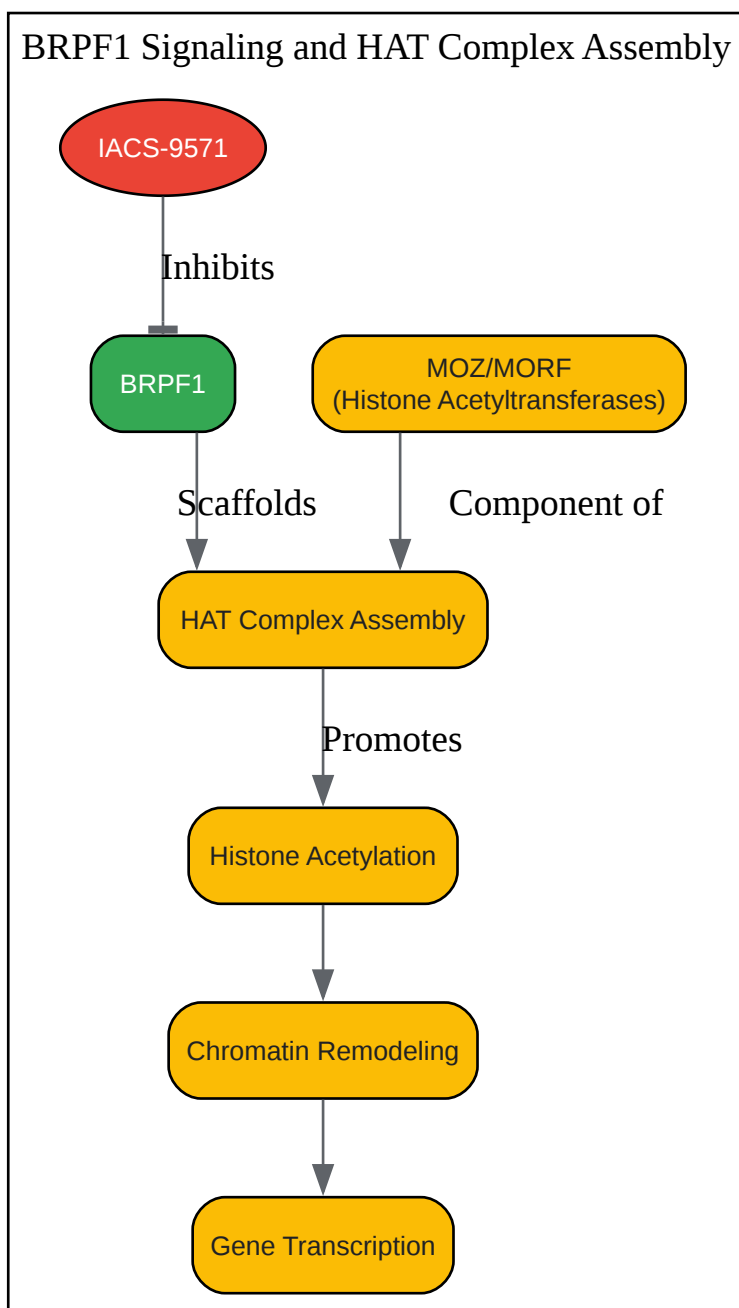 BRPF1 Signaling and HAT Complex Assembly
IACS-9571
Inhibits
BRPF1
MOZ/MORF
(Histone Acetyltransferases)
Scaffolds
Component of
HAT Complex Assembly
Promotes
Histone Acetylation
Chromatin Remodeling
Gene Transcription